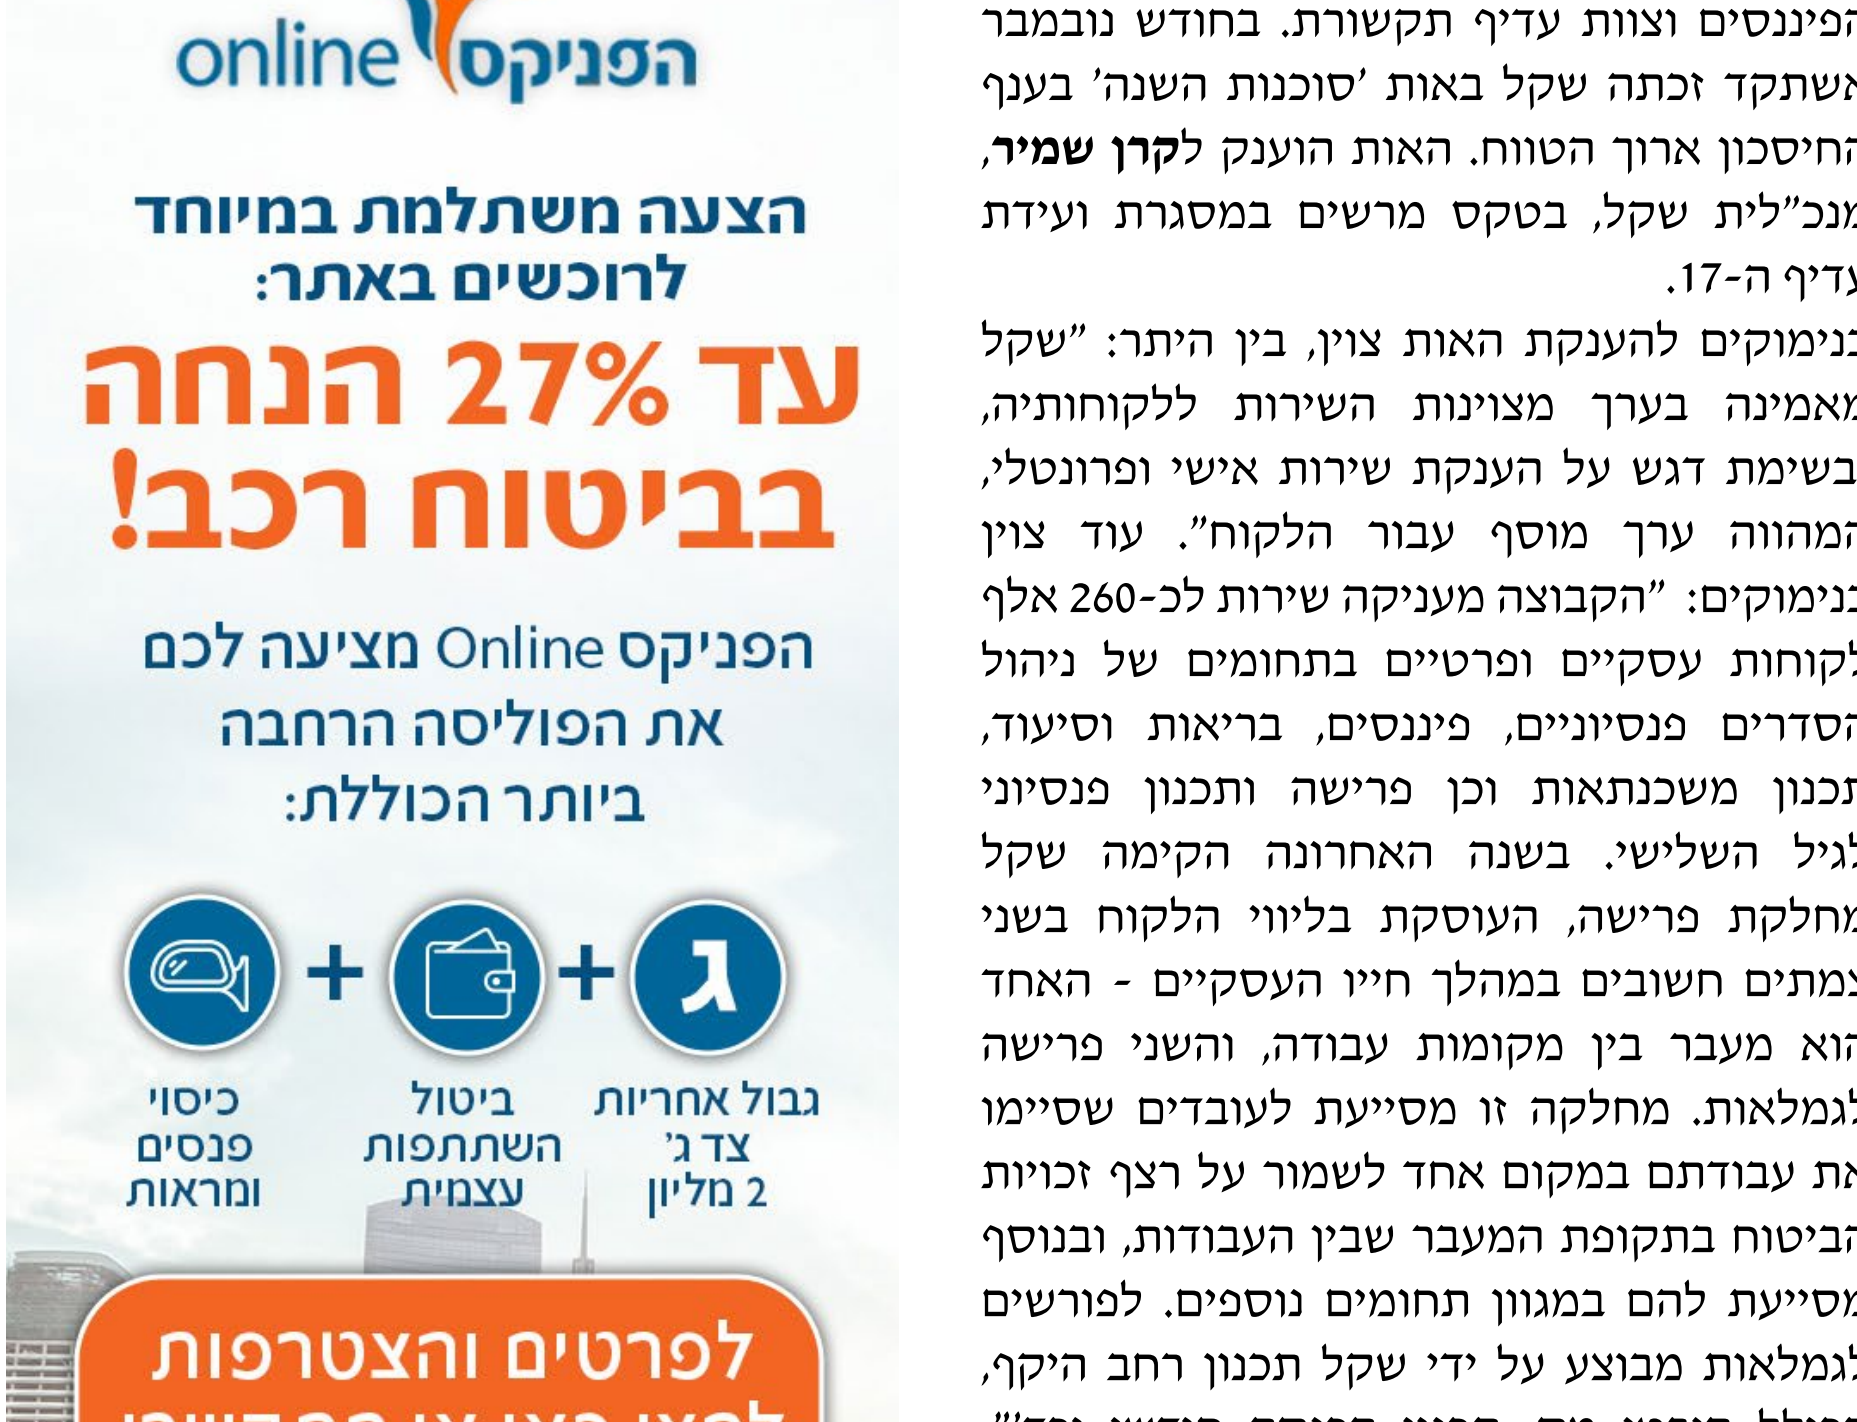 הפיננסים וצוות עדיף תקשורת. בחודש נובמבר
אשתקד זכתה שקל באות 'סוכנות השנה' בענף
החיסכון ארוך הטווח. האות הוענק לקרן שמיר,
מנכ"לית שקל, בטקס מרשים במסגרת ועידת
עדיף ה-17.
בנימוקים להענקת האות צוין, בין היתר: "שקל
מאמינה בערך מצוינות השירות ללקוחותיה,
בשימת דגש על הענקת שירות אישי ופרונטלי,
המהווה ערך מוסף עבור הלקוח". עוד צוין
בנימוקים: "הקבוצה מעניקה שירות לכ-260 אלף
לקוחות עסקיים ופרטיים בתחומים של ניהול
הסדרים פנסיוניים, פיננסים, בריאות וסיעוד,
תכנון משכנתאות וכן פרישה ותכנון פנסיוני
לגיל השלישי. בשנה האחרונה הקימה שקל
מחלקת פרישה, העוסקת בליווי הלקוח בשני
צמתים חשובים במהלך חייו העסקיים - האחד
הוא מעבר בין מקומות עבודה, והשני פרישה
לגמלאות. מחלקה זו מסייעת לעובדים שסיימו
את עבודתם במקום אחד לשמור על רצף זכויות
הביטוח בתקופת המעבר שבין העבודות, ובנוסף
מסייעת להם במגוון תחומים נוספים. לפורשים
לגמלאות מבוצע על ידי שקל תכנון רחב היקף,
הפניקס online
הצעה משתלמת במיוחד
לרוכשים באתר:
עד 27% הנחה
בביטוח רכב!
הפניקס Online מציעה לכם
את הפוליסה הרחבה
ביותר הכוללת:
ג + +
גבול אחריות
צד ג'
2 מליון
ביטול
השתתפות
עצמית
כיסוי
פנסים
ומראות
לפרטים והצטרפות